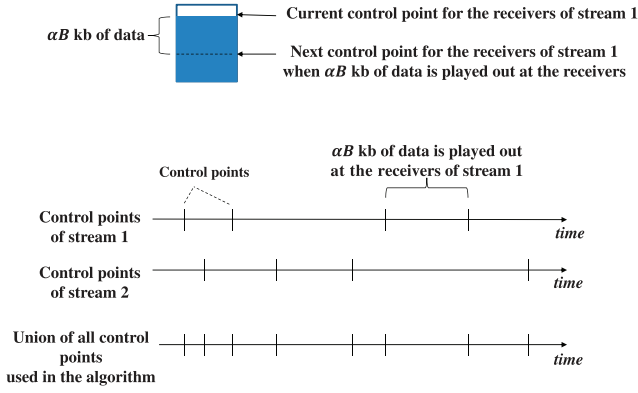 Current control point for the receivers of stream 1
αB kb of data
Next control point for the receivers of stream 1
when αB kb of data is played out at the receivers
αB kb of data is played out
at the receivers of stream 1
Control points
Control points
of stream 1
time
Control points
of stream 2
time
Union of all control
points
used in the algorithm
time